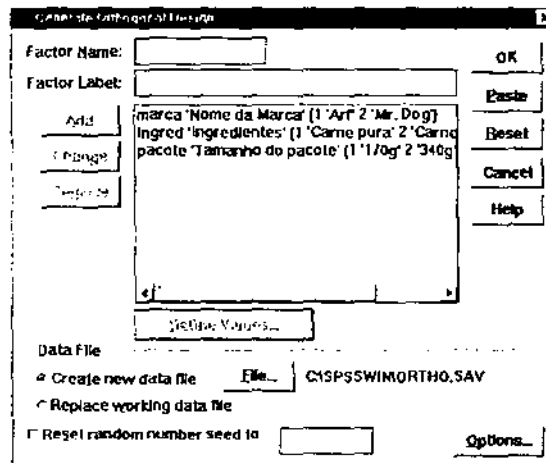 Generate Orthogonal Design
Factor Name:
OK
Factor Label:
Paste
Add
marca 'Nome da Marca' (1 'Arf' 2 'Mr. Dog')
Reset
Change
Ingred 'Ingredientes' (1 'Carne pura' 2 'Carne
pacote 'Tamanho do pacote' (1 '170g' 2 '340g'
Cancel
Remove
Help
Define Values...
Data File
Create new data file
File...
C:\SPSSWIN\ORTHO.SAV
Replace working data file
Reset random number seed to
Options...